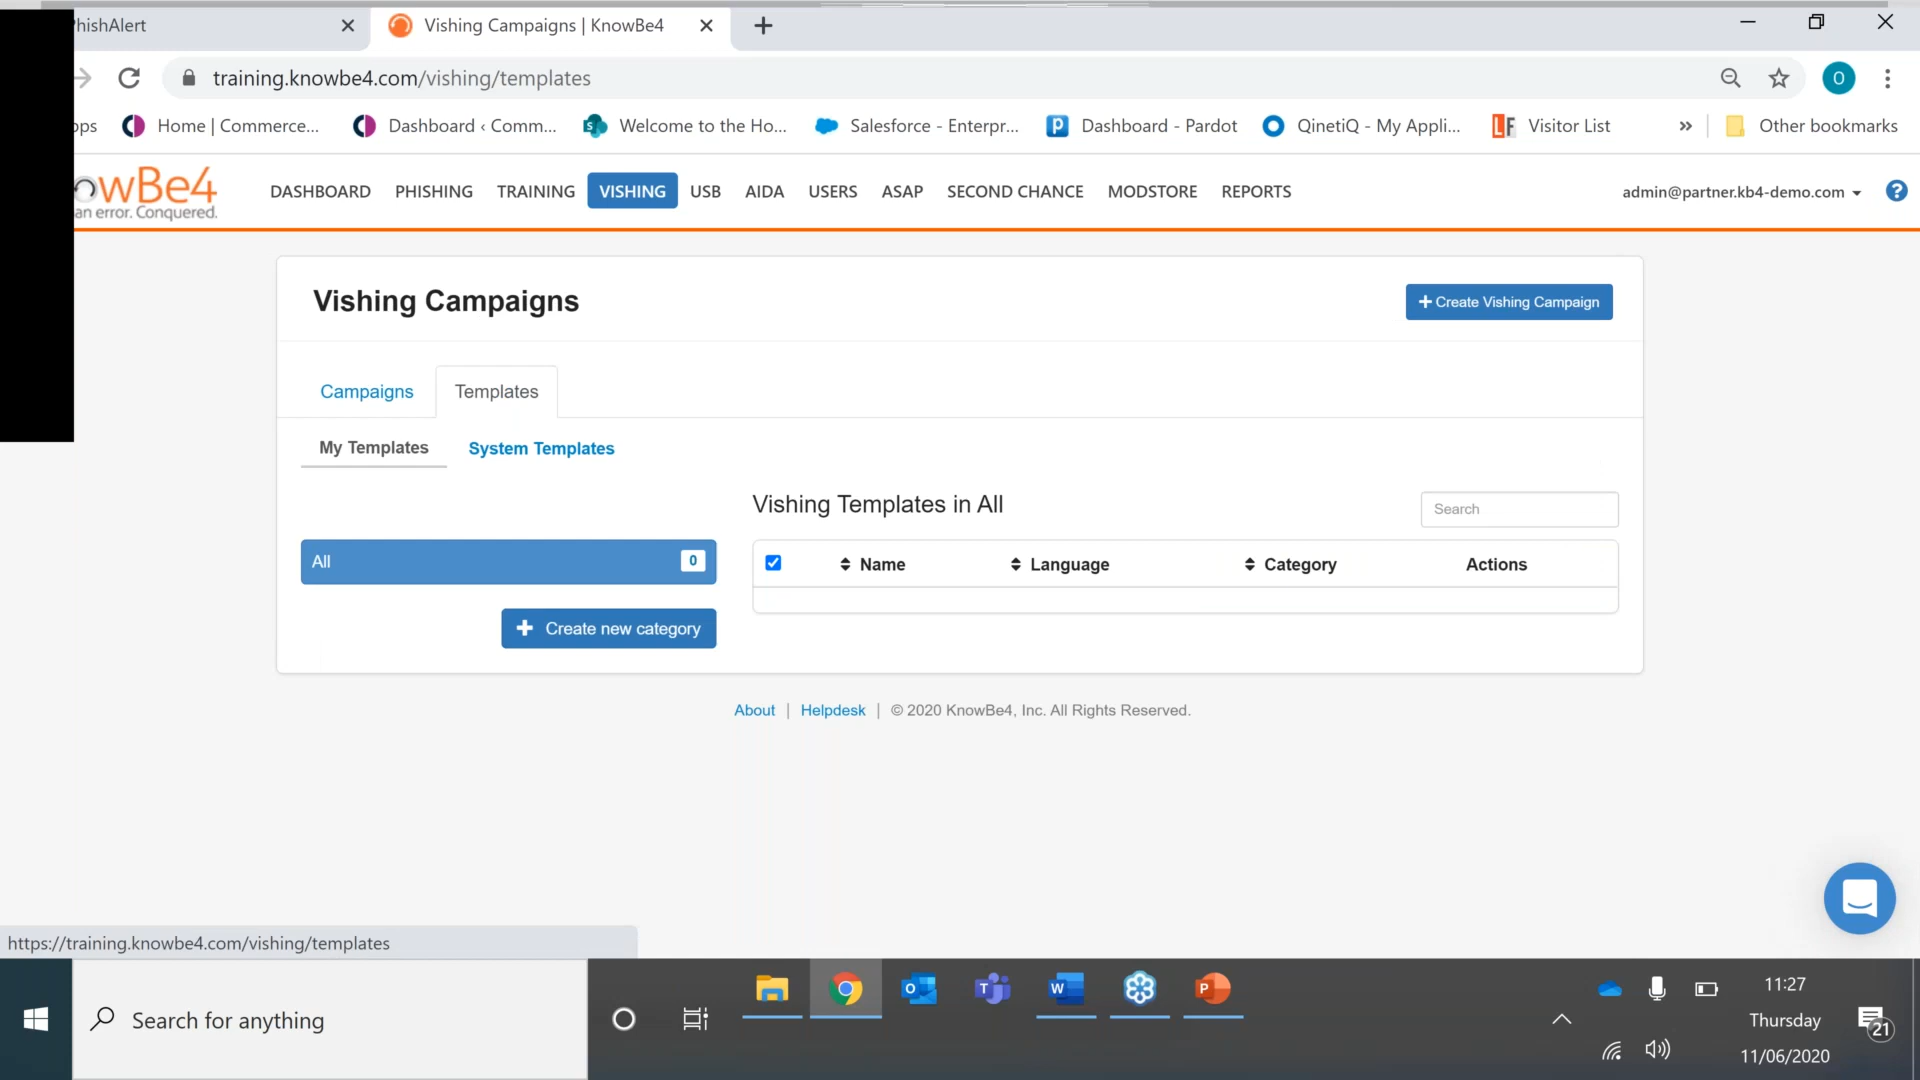 hishAlert
Vishing Campaigns | KnowBe4
training.knowbe4.com/vishing/templates
O
Home | Commerce...
Dashboard ‹ Comm...
Welcome to the Ho...
Salesforce - Enterpr...
Dashboard - Pardot
QinetiQ - My Appli...
Visitor List
»
Other bookmarks
owBe4
an error. Conquered.
DASHBOARD
PHISHING
TRAINING
VISHING
USB
AIDA
USERS
ASAP
SECOND CHANCE
MODSTORE
REPORTS
admin@partner.kb4-demo.com
?
Vishing Campaigns
+ Create Vishing Campaign
Campaigns
Templates
My Templates
System Templates
Vishing Templates in All
Search
All
0
Name
Language
Category
Actions
+ Create new category
About | Helpdesk | © 2020 KnowBe4, Inc. All Rights Reserved.
https://training.knowbe4.com/vishing/templates
Search for anything
11:27
Thursday
11/06/2020
21